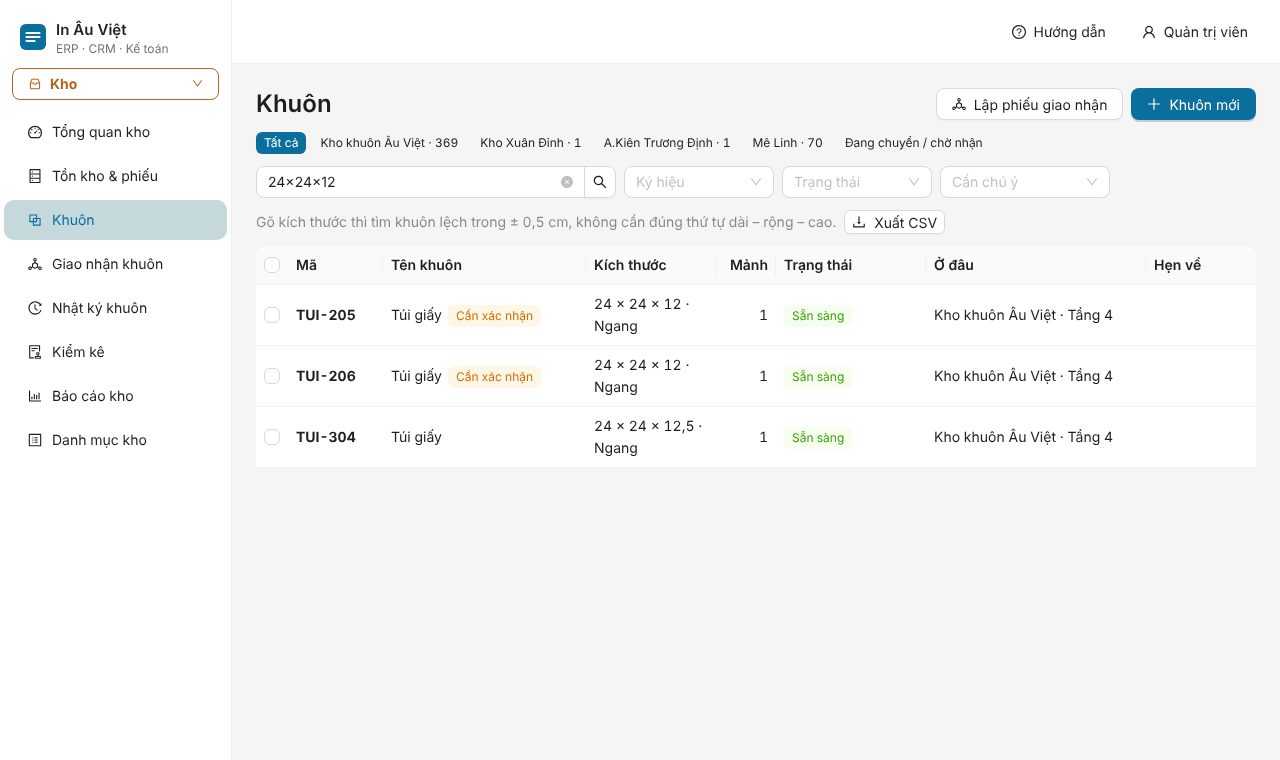 In Âu Việt
ERP · CRM · Kế toán
Kho
Tổng quan kho
Tồn kho & phiếu
Khuôn
Giao nhận khuôn
Nhật ký khuôn
Kiểm kê
Báo cáo kho
Danh mục kho
Hướng dẫn
Quản trị viên
Khuôn
Lập phiếu giao nhận
Khuôn mới
Tất cả
Kho khuôn Âu Việt · 369
Kho Xuân Đỉnh · 1
A.Kiên Trương Định · 1
Mê Linh · 70
Đang chuyển / chờ nhận
24×24×12
Ký hiệu
Trạng thái
Cần chú ý
Gõ kích thước thì tìm khuôn lệch trong ± 0,5 cm, không cần đúng thứ tự dài – rộng – cao.
Xuất CSV
Mã Tên khuôn Kích thước Mảnh Trạng thái Ở đâu Hẹn về
TUI-205 Túi giấy Cần xác nhận 24 × 24 × 12 · 1 Sẵn sàng Kho khuôn Âu Việt · Tầng 4
Ngang
TUI-206 Túi giấy Cần xác nhận 24 × 24 × 12 · 1 Sẵn sàng Kho khuôn Âu Việt · Tầng 4
Ngang
TUI-304 Túi giấy 24 × 24 × 12,5 · 1 Sẵn sàng Kho khuôn Âu Việt · Tầng 4
Ngang